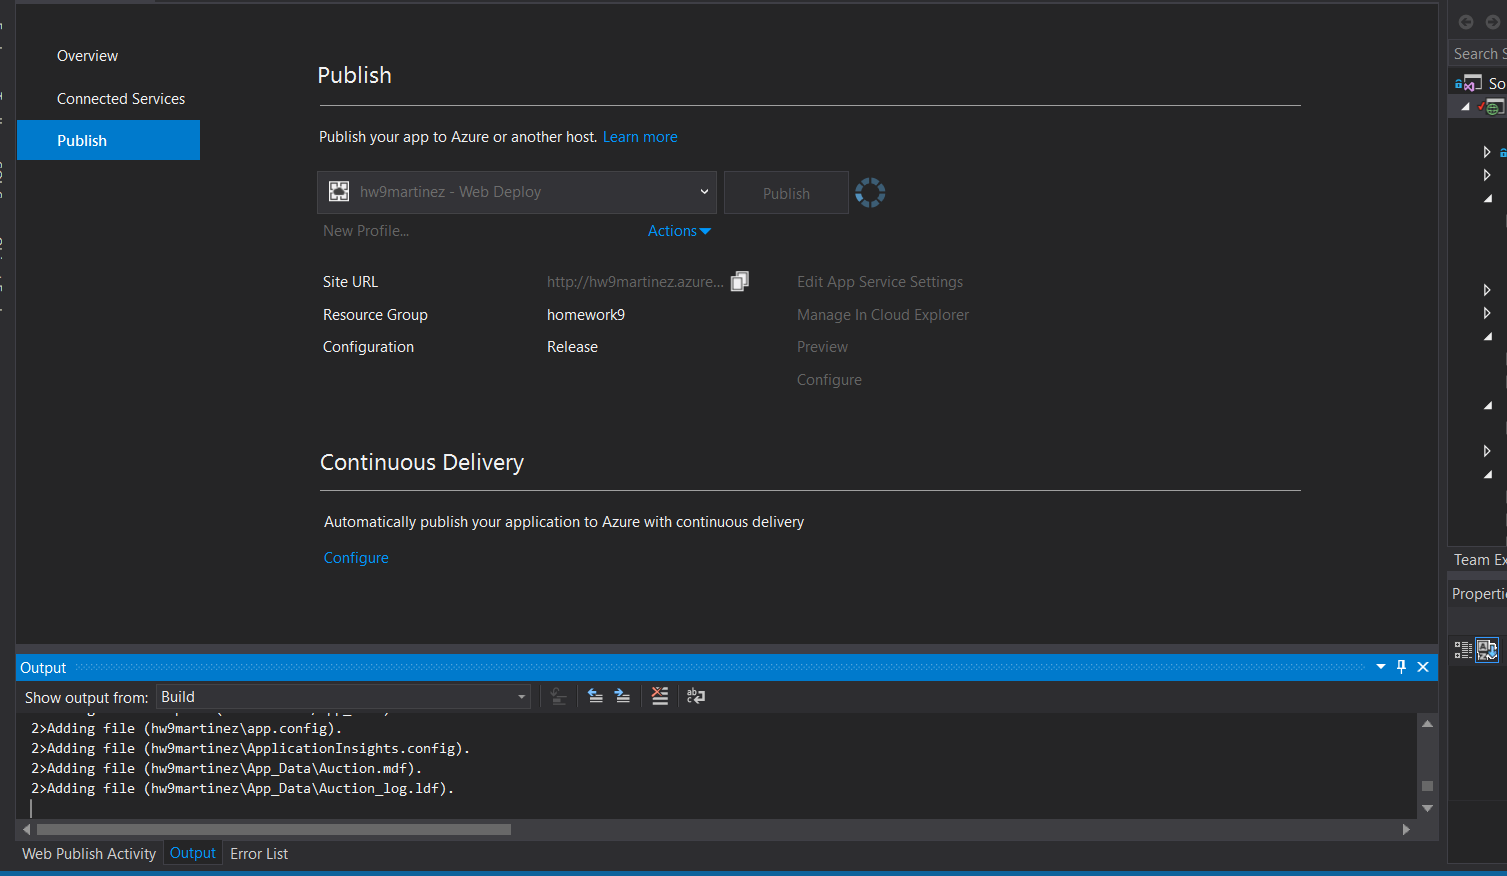 Overview
Connected Services
Publish
Publish
Publish your app to Azure or another host. Learn more
hw9martinez - Web Deploy
Publish
New Profile...
Actions
Site URL
http://hw9martinez.azure...
Edit App Service Settings
Resource Group
homework9
Manage In Cloud Explorer
Configuration
Release
Preview
Configure
Continuous Delivery
Automatically publish your application to Azure with continuous delivery
Configure
Output
Show output from: Build
2>Adding file (hw9martinez\app.config).
2>Adding file (hw9martinez\ApplicationInsights.config).
2>Adding file (hw9martinez\App_Data\Auction.mdf).
2>Adding file (hw9martinez\App_Data\Auction_log.ldf).
Web Publish Activity
Output
Error List
Search S
So
Team Ex
Properti